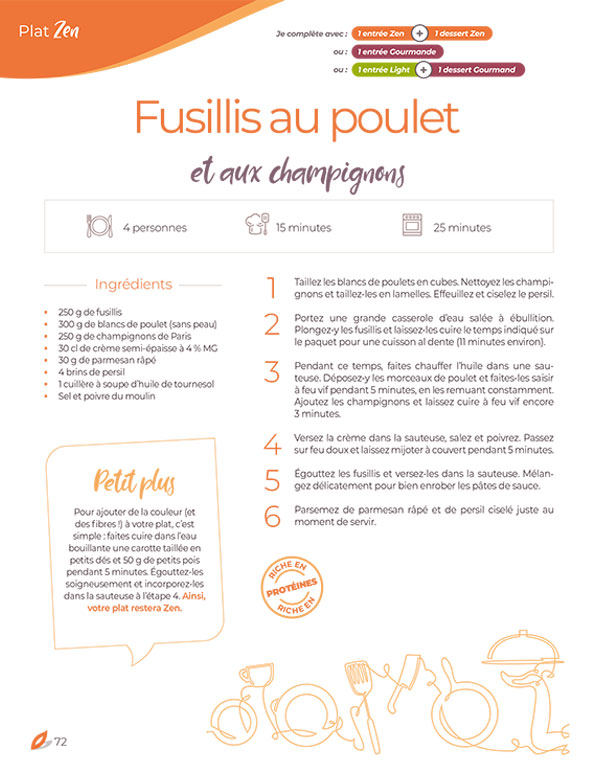 Plat Zen
Je complète avec : 1 entrée Zen + 1 dessert Zen
ou : 1 entrée Gourmande
ou : 1 entrée Light + 1 dessert Gourmand
Fusillis au poulet
et aux champignons
4 personnes
15 minutes
25 minutes
Ingrédients
• 250 g de fusillis
• 300 g de blancs de poulet (sans peau)
• 250 g de champignons de Paris
• 30 cl de crème semi-épaisse à 4 % MG
• 30 g de parmesan râpé
• 4 brins de persil
• 1 cuillère à soupe d'huile de tournesol
• Sel et poivre du moulin
Petit plus
Pour ajouter de la couleur (et
des fibres !) à votre plat, c'est
simple : faites cuire dans l'eau
bouillante une carotte taillée en
petits dés et 50 g de petits pois
pendant 5 minutes. Égouttez-les
soigneusement et incorporez-les
dans la sauteuse à l'étape 4. Ainsi,
votre plat restera Zen.
1 Taillez les blancs de poulets en cubes. Nettoyez les champi-
gnons et taillez-les en lamelles. Effeuillez et ciselez le persil.
2 Portez une grande casserole d'eau salée à ébullition.
Plongez-y les fusillis et laissez-les cuire le temps indiqué sur
le paquet pour une cuisson al dente (11 minutes environ).
3 Pendant ce temps, faites chauffer l'huile dans une sau-
teuse. Déposez-y les morceaux de poulet et faites-les saisir
à feu vif pendant 5 minutes, en les remuant constamment.
Ajoutez les champignons et laissez cuire à feu vif encore
3 minutes.
4 Versez la crème dans la sauteuse, salez et poivrez. Passez
sur feu doux et laissez mijoter à couvert pendant 5 minutes.
5 Égouttez les fusillis et versez-les dans la sauteuse. Mélan-
gez délicatement pour bien enrober les pâtes de sauce.
6 Parsemez de parmesan râpé et de persil ciselé juste au
moment de servir.
RICHE EN
PROTÉINES
RICHE EN
72